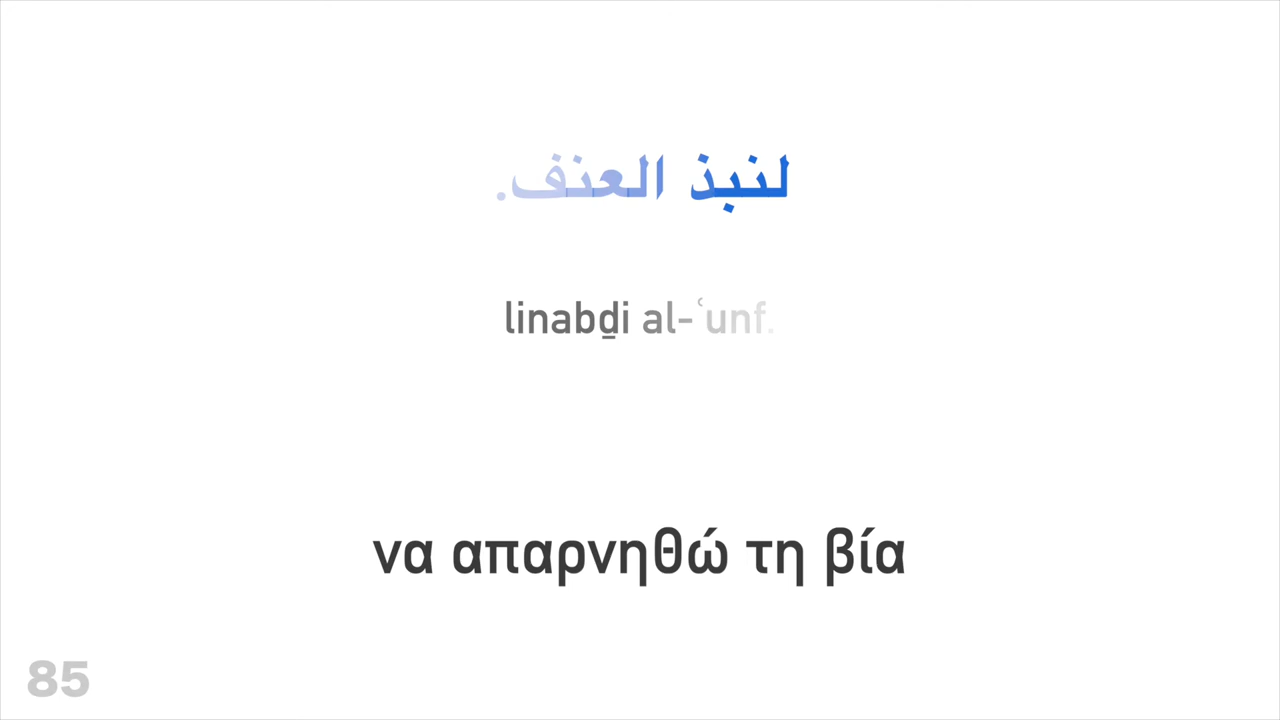 لنبذ العنف.
linabḏi al-ʿunf.
να απαρνηθώ τη βία
85